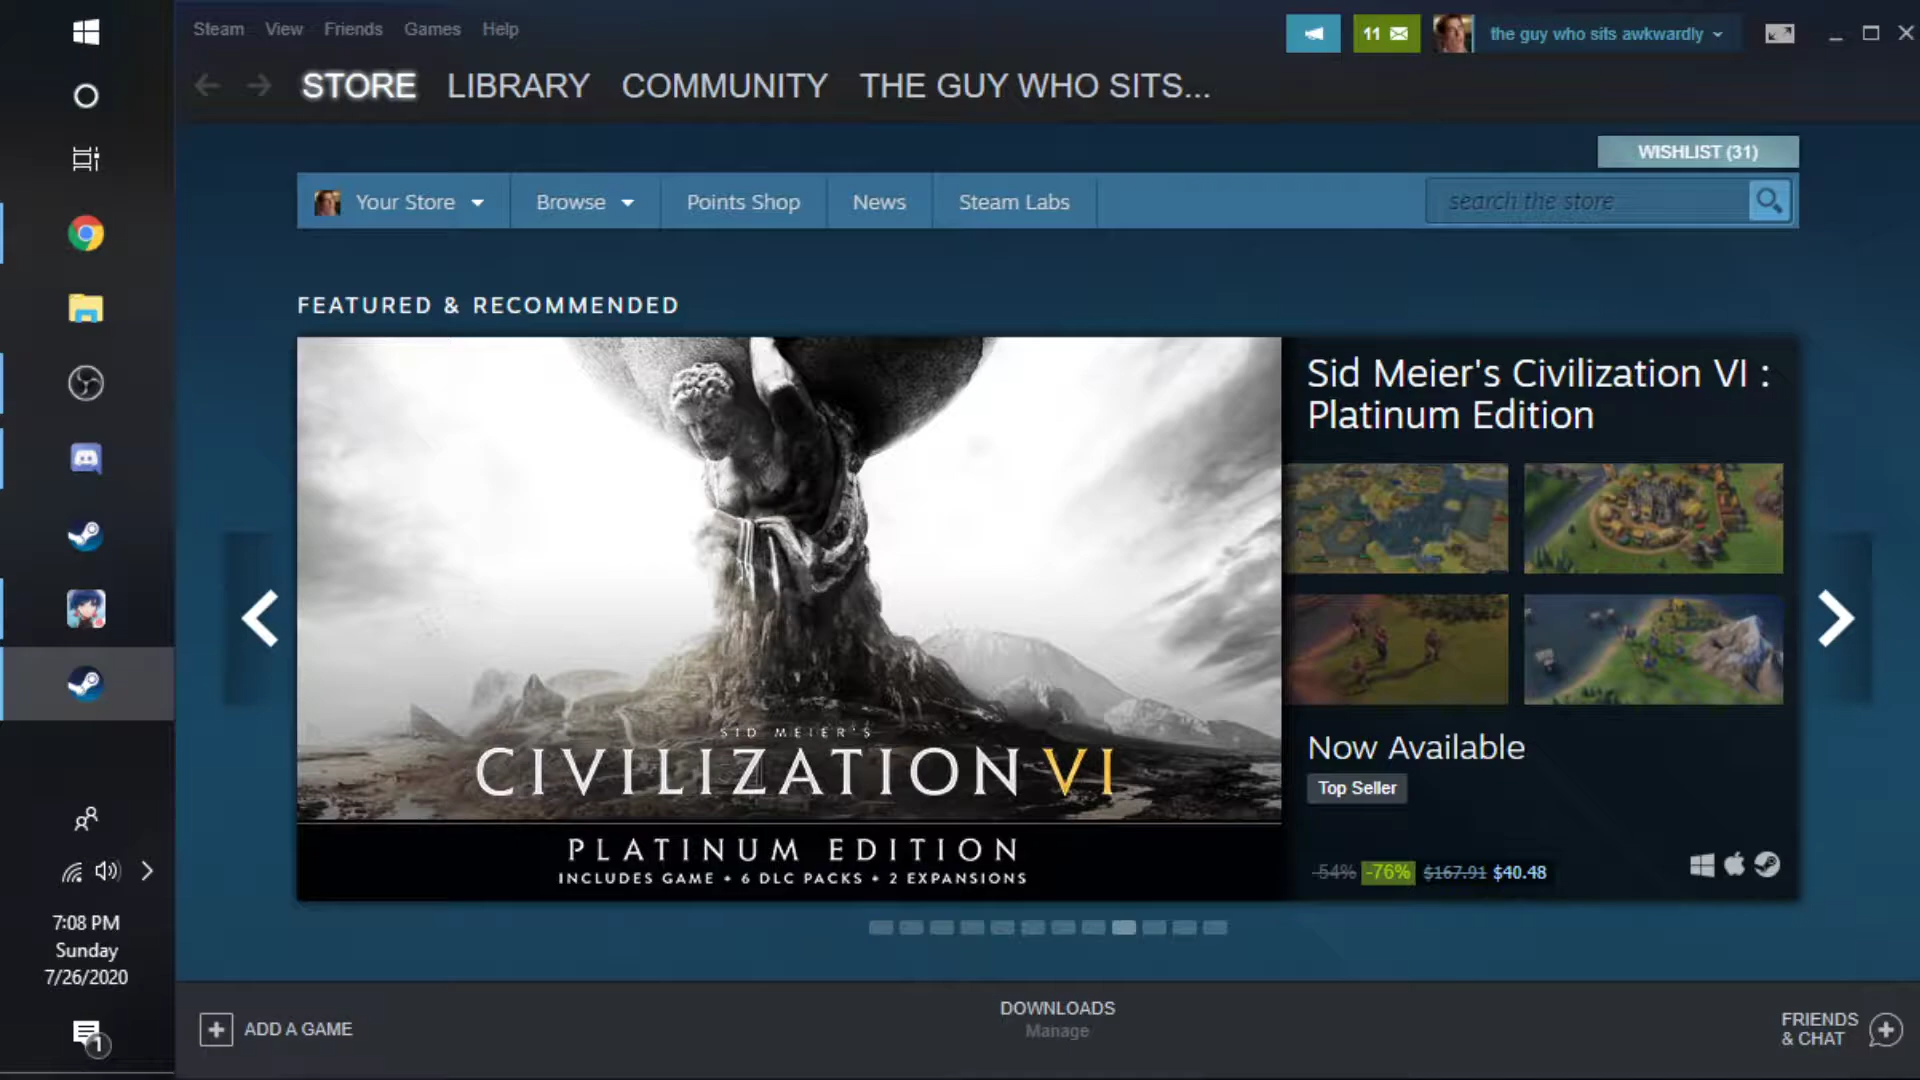 Steam View Friends Games Help
11
the guy who sits awkwardly
STORE LIBRARY COMMUNITY THE GUY WHO SITS...
WISHLIST (31)
Your Store Browse Points Shop News Steam Labs
search the store
FEATURED & RECOMMENDED
SID MEIER'S
CIVILIZATION VI
PLATINUM EDITION
INCLUDES GAME + 6 DLC PACKS + 2 EXPANSIONS
Sid Meier's Civilization VI :
Platinum Edition
Now Available
Top Seller
-54% -76% $167.91 $40.48
7:08 PM
Sunday
7/26/2020
1
ADD A GAME
DOWNLOADS
Manage
FRIENDS
& CHAT